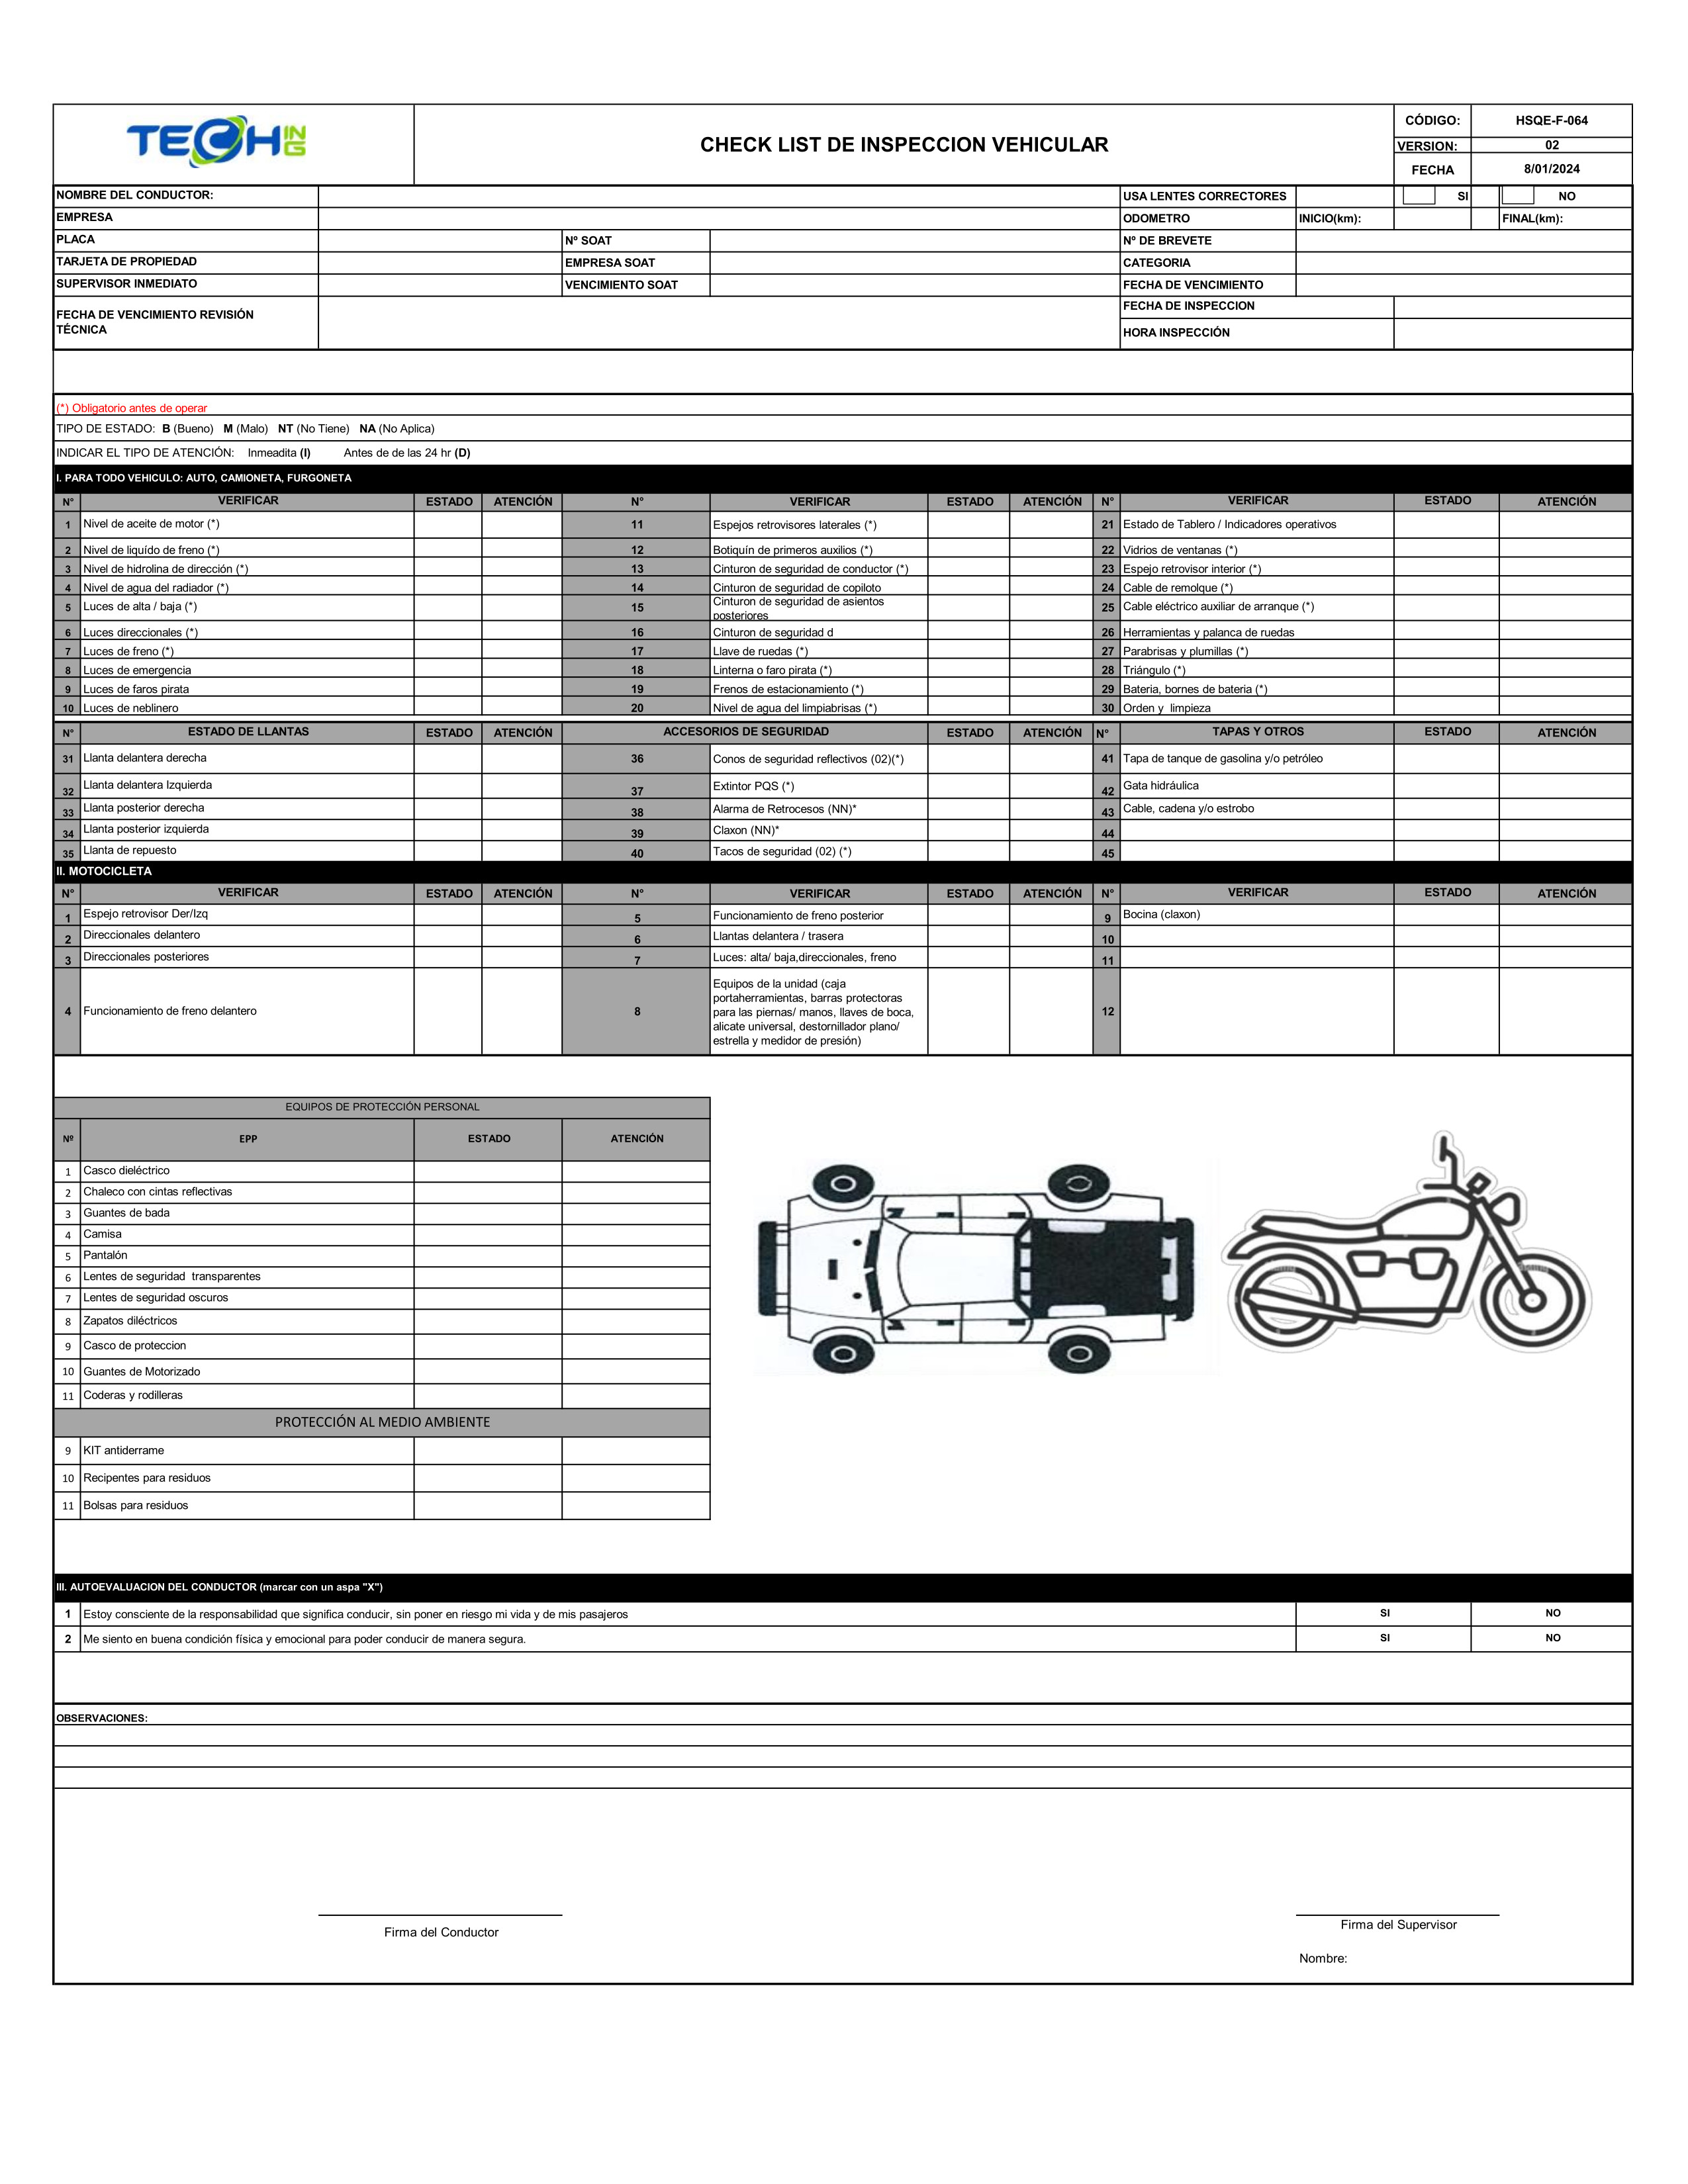 TECH ING
CHECK LIST DE INSPECCION VEHICULAR
CÓDIGO: HSQE-F-064
VERSION: 02
FECHA 8/01/2024
NOMBRE DEL CONDUCTOR: USA LENTES CORRECTORES SI NO
EMPRESA ODOMETRO INICIO(km): FINAL(km):
PLACA Nº SOAT Nº DE BREVETE
TARJETA DE PROPIEDAD EMPRESA SOAT CATEGORIA
SUPERVISOR INMEDIATO VENCIMIENTO SOAT FECHA DE VENCIMIENTO
FECHA DE VENCIMIENTO REVISIÓN TÉCNICA
FECHA DE INSPECCION
HORA INSPECCIÓN
(*) Obligatorio antes de operar
TIPO DE ESTADO: B (Bueno) M (Malo) NT (No Tiene) NA (No Aplica)
INDICAR EL TIPO DE ATENCIÓN: Inmeadita (I) Antes de de las 24 hr (D)
I. PARA TODO VEHICULO: AUTO, CAMIONETA, FURGONETA
N° VERIFICAR ESTADO ATENCIÓN N° VERIFICAR ESTADO ATENCIÓN N° VERIFICAR ESTADO ATENCIÓN
1 Nivel de aceite de motor (*) 11 Espejos retrovisores laterales (*) 21 Estado de Tablero / Indicadores operativos
2 Nivel de liquído de freno (*) 12 Botiquín de primeros auxilios (*) 22 Vidrios de ventanas (*)
3 Nivel de hidrolina de dirección (*) 13 Cinturon de seguridad de conductor (*) 23 Espejo retrovisor interior (*)
4 Nivel de agua del radiador (*) 14 Cinturon de seguridad de copiloto 24 Cable de remolque (*)
5 Luces de alta / baja (*) 15 Cinturon de seguridad de asientos posteriores 25 Cable eléctrico auxiliar de arranque (*)
6 Luces direccionales (*) 16 Cinturon de seguridad d 26 Herramientas y palanca de ruedas
7 Luces de freno (*) 17 Llave de ruedas (*) 27 Parabrisas y plumillas (*)
8 Luces de emergencia 18 Linterna o faro pirata (*) 28 Triángulo (*)
9 Luces de faros pirata 19 Frenos de estacionamiento (*) 29 Bateria, bornes de bateria (*)
10 Luces de neblinero 20 Nivel de agua del limpiabrisas (*) 30 Orden y limpieza
N° ESTADO DE LLANTAS ESTADO ATENCIÓN ACCESORIOS DE SEGURIDAD ESTADO ATENCIÓN N° TAPAS Y OTROS ESTADO ATENCIÓN
31 Llanta delantera derecha 36 Conos de seguridad reflectivos (02)(*) 41 Tapa de tanque de gasolina y/o petróleo
32 Llanta delantera Izquierda 37 Extintor PQS (*) 42 Gata hidráulica
33 Llanta posterior derecha 38 Alarma de Retrocesos (NN)* 43 Cable, cadena y/o estrobo
34 Llanta posterior izquierda 39 Claxon (NN)* 44
35 Llanta de repuesto 40 Tacos de seguridad (02) (*) 45
II. MOTOCICLETA
N° VERIFICAR ESTADO ATENCIÓN N° VERIFICAR ESTADO ATENCIÓN N° VERIFICAR ESTADO ATENCIÓN
1 Espejo retrovisor Der/Izq 5 Funcionamiento de freno posterior 9 Bocina (claxon)
2 Direccionales delantero 6 Llantas delantera / trasera 10
3 Direccionales posteriores 7 Luces: alta/ baja,direccionales, freno 11
4 Funcionamiento de freno delantero 8 Equipos de la unidad (caja
portaherramientas, barras protectoras
para las piernas/ manos, llaves de boca,
alicate universal, destornillador plano/
estrella y medidor de presión) 12
EQUIPOS DE PROTECCIÓN PERSONAL
Nº EPP ESTADO ATENCIÓN
1 Casco dieléctrico
2 Chaleco con cintas reflectivas
3 Guantes de bada
4 Camisa
5 Pantalón
6 Lentes de seguridad transparentes
7 Lentes de seguridad oscuros
8 Zapatos diléctricos
9 Casco de proteccion
10 Guantes de Motorizado
11 Coderas y rodilleras
PROTECCIÓN AL MEDIO AMBIENTE
9 KIT antiderrame
10 Recipentes para residuos
11 Bolsas para residuos
III. AUTOEVALUACION DEL CONDUCTOR (marcar con un aspa "X")
1 Estoy consciente de la responsabilidad que significa conducir, sin poner en riesgo mi vida y de mis pasajeros SI NO
2 Me siento en buena condición física y emocional para poder conducir de manera segura. SI NO
OBSERVACIONES:
Firma del Conductor
Firma del Supervisor
Nombre: